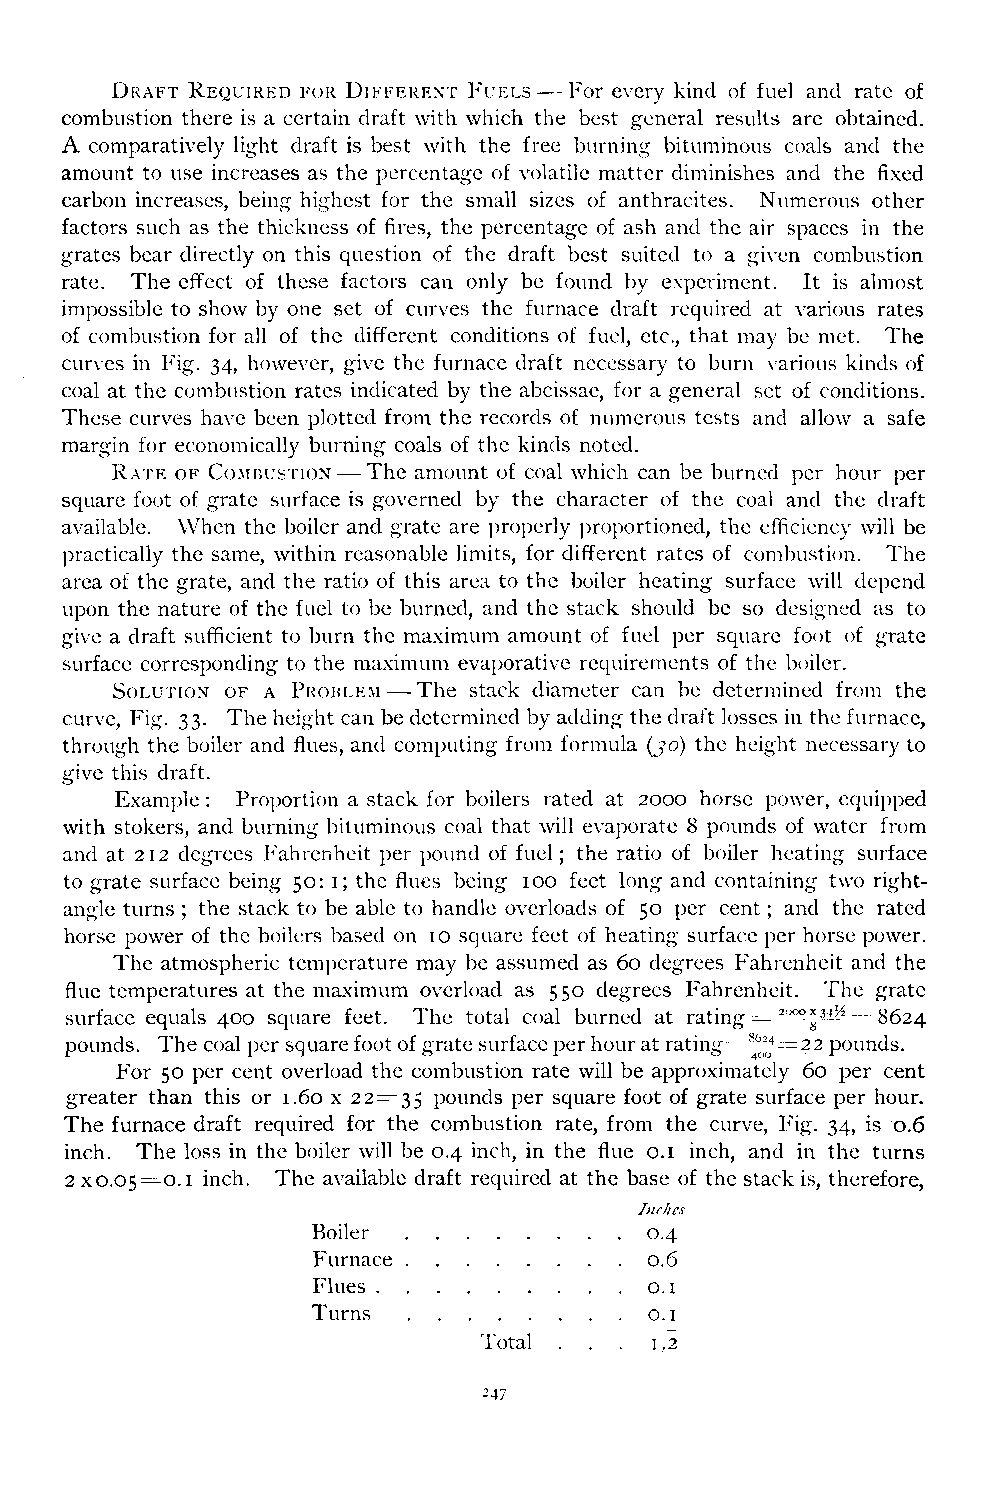 DRAFT REQUIRED FOR DIFFERENT FUELS — For every kind of fuel and rate of
combustion there is a certain draft with which the best general results are obtained.
A comparatively light draft is best with the free burning bituminous coals and the
amount to use increases as the percentage of volatile matter diminishes and the fixed
carbon increases, being highest for the small sizes of anthracites. Numerous other
factors such as the thickness of fires, the percentage of ash and the air spaces in the
grates bear directly on this question of the draft best suited to a given combustion
rate. The effect of these factors can only be found by experiment. It is almost
impossible to show by one set of curves the furnace draft required at various rates
of combustion for all of the different conditions of fuel, etc., that may be met. The
curves in Fig. 34, however, give the furnace draft necessary to burn various kinds of
coal at the combustion rates indicated by the abcissae, for a general set of conditions.
These curves have been plotted from the records of numerous tests and allow a safe
margin for economically burning coals of the kinds noted.
RATE OF COMBUSTION — The amount of coal which can be burned per hour per
square foot of grate surface is governed by the character of the coal and the draft
available. When the boiler and grate are properly proportioned, the efficiency will be
practically the same, within reasonable limits, for different rates of combustion. The
area of the grate, and the ratio of this area to the boiler heating surface will depend
upon the nature of the fuel to be burned, and the stack should be so designed as to
give a draft sufficient to burn the maximum amount of fuel per square foot of grate
surface corresponding to the maximum evaporative requirements of the boiler.
SOLUTION OF A PROBLEM — The stack diameter can be determined from the
curve, Fig. 33. The height can be determined by adding the draft losses in the furnace,
through the boiler and flues, and computing from formula (30) the height necessary to
give this draft.
Example: Proportion a stack for boilers rated at 2000 horse power, equipped
with stokers, and burning bituminous coal that will evaporate 8 pounds of water from
and at 212 degrees Fahrenheit per pound of fuel; the ratio of boiler heating surface
to grate surface being 50:1; the flues being 100 feet long and containing two right-
angle turns; the stack to be able to handle overloads of 50 per cent; and the rated
horse power of the boilers based on 10 square feet of heating surface per horse power.
The atmospheric temperature may be assumed as 60 degrees Fahrenheit and the
flue temperatures at the maximum overload as 550 degrees Fahrenheit. The grate
surface equals 400 square feet. The total coal burned at rating = 2000 x 34½ / 8 = 8624
pounds. The coal per square foot of grate surface per hour at rating = 8624/400 = 22 pounds.
For 50 per cent overload the combustion rate will be approximately 60 per cent
greater than this or 1.60 x 22 = 35 pounds per square foot of grate surface per hour.
The furnace draft required for the combustion rate, from the curve, Fig. 34, is 0.6
inch. The loss in the boiler will be 0.4 inch, in the flue 0.1 inch, and in the turns
2 x 0.05 = 0.1 inch. The available draft required at the base of the stack is, therefore,
Inches
Boiler . . . . . . . . 0.4
Furnace . . . . . . . . 0.6
Flues . . . . . . . . . 0.1
Turns . . . . . . . . 0.1
Total . . . 1.2
247